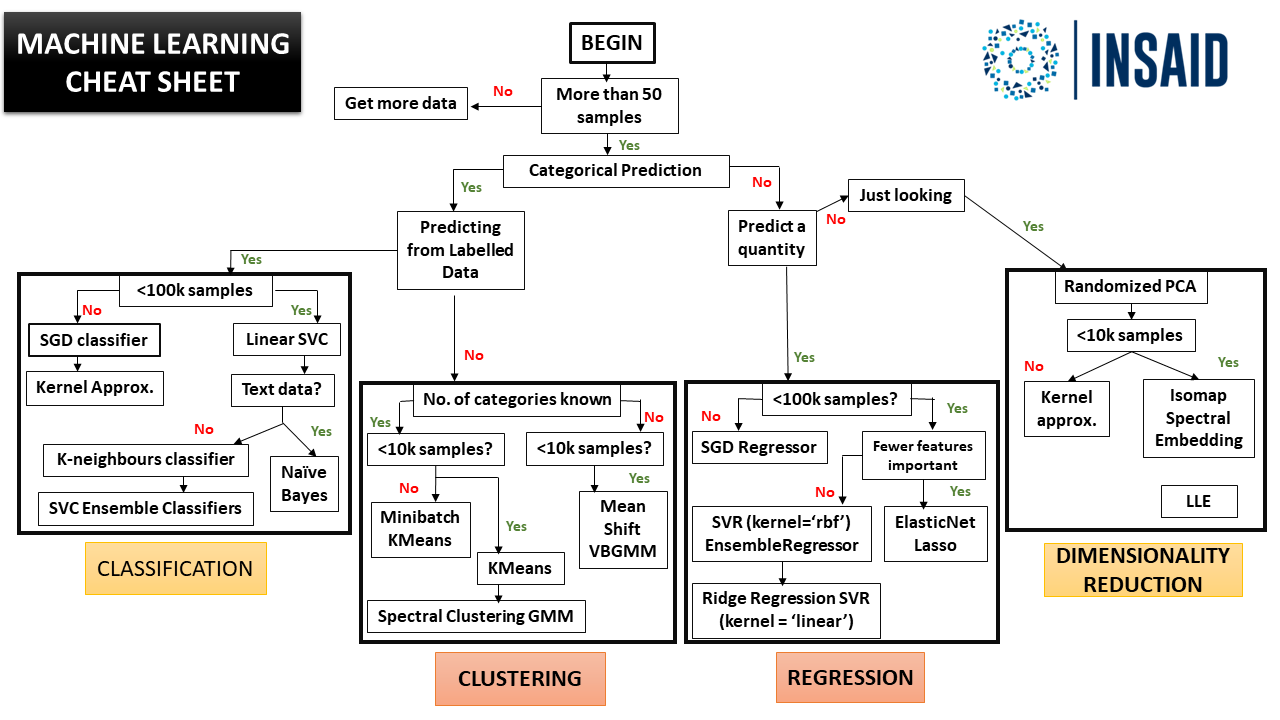 MACHINE LEARNING
CHEAT SHEET
BEGIN
INSAID
Get more data
No
More than 50
samples
Yes
Categorical Prediction
Yes
No
Just looking
Predicting
from Labelled
Data
Predict a
quantity
No
Yes
Yes
<100k samples
No
Yes
SGD classifier
Linear SVC
Kernel Approx.
Text data?
No
Yes
K-neighbours classifier
Naïve
Bayes
SVC Ensemble Classifiers
CLASSIFICATION
No
No. of categories known
Yes
No
<10k samples?
<10k samples?
No
Yes
Yes
Minibatch
KMeans
Mean
Shift
VBGMM
KMeans
Spectral Clustering GMM
CLUSTERING
Yes
<100k samples?
No
Yes
SGD Regressor
Fewer features
important
No
Yes
SVR (kernel=‘rbf’)
EnsembleRegressor
ElasticNet
Lasso
Ridge Regression SVR
(kernel = ‘linear’)
REGRESSION
Randomized PCA
<10k samples
No
Yes
Kernel
approx.
Isomap
Spectral
Embedding
LLE
DIMENSIONALITY
REDUCTION